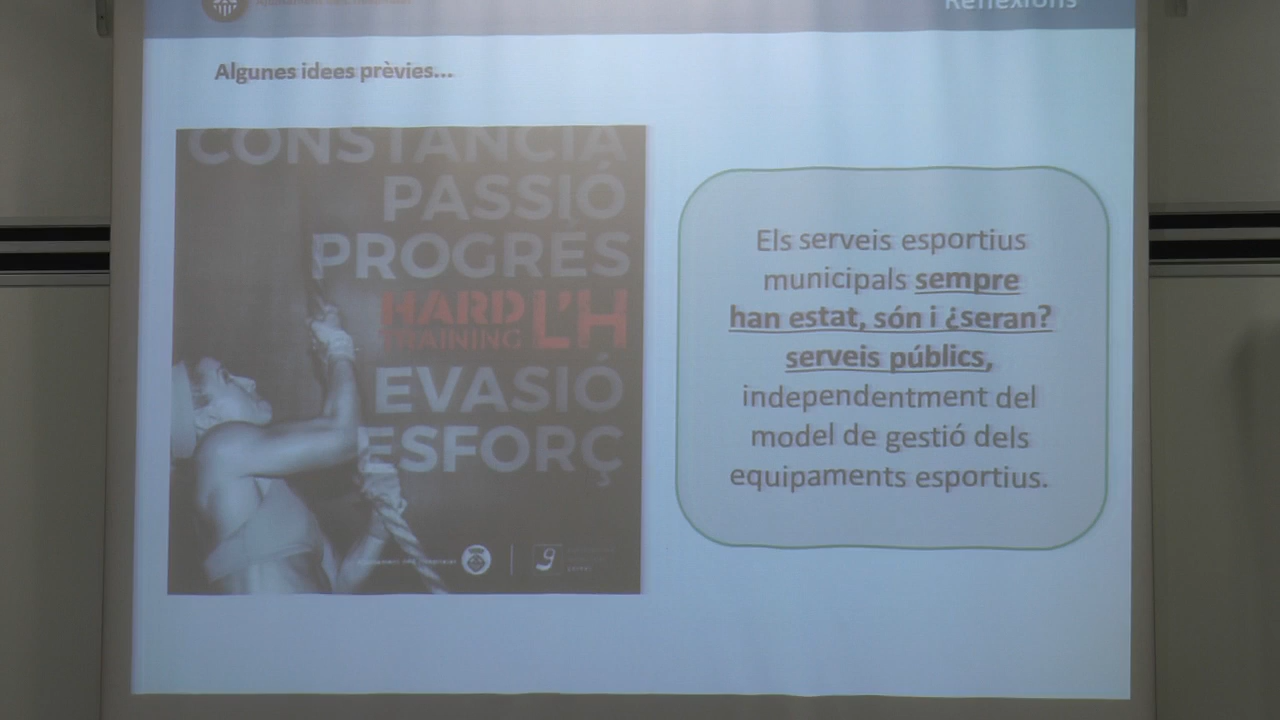 Reflexions
Algunes idees prèvies...
CONSTÀNCIA
PASSIÓ
PROGRÉS
HARD
TRAINING
L'H
EVASIÓ
ESFORÇ
Els serveis esportius
municipals sempre
han estat, són i ¿seran?
serveis públics,
independentment del
model de gestió dels
equipaments esportius.